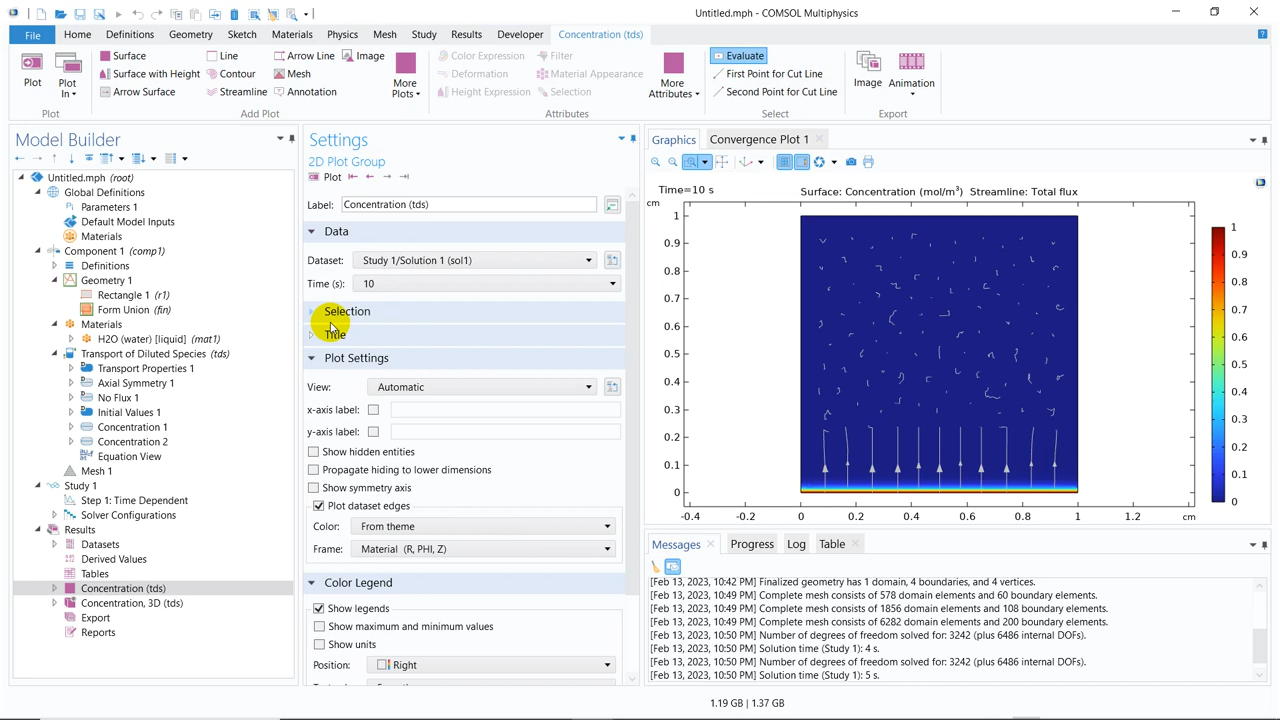 Untitled.mph - COMSOL Multiphysics
File Home Definitions Geometry Sketch Materials Physics Mesh Study Results Developer Concentration (tds)
Plot
Plot In
Surface
Surface with Height
Arrow Surface
Line
Contour
Streamline
Arrow Line
Mesh
Annotation
Image
More Plots
Color Expression
Deformation
Height Expression
Filter
Material Appearance
Selection
More Attributes
Evaluate
First Point for Cut Line
Second Point for Cut Line
Image
Animation
Plot Add Plot Attributes Select Export
Model Builder
Untitled.mph (root)
Global Definitions
Parameters 1
Default Model Inputs
Materials
Component 1 (comp1)
Definitions
Geometry 1
Rectangle 1 (r1)
Form Union (fin)
Materials
H2O (water) [liquid] (mat1)
Transport of Diluted Species (tds)
Transport Properties 1
Axial Symmetry 1
No Flux 1
Initial Values 1
Concentration 1
Concentration 2
Equation View
Mesh 1
Study 1
Step 1: Time Dependent
Solver Configurations
Results
Datasets
Derived Values
Tables
Concentration (tds)
Concentration, 3D (tds)
Export
Reports
Settings
2D Plot Group
Plot
Label: Concentration (tds)
Data
Dataset: Study 1/Solution 1 (sol1)
Time (s): 10
Selection
Title
Plot Settings
View: Automatic
x-axis label:
y-axis label:
Show hidden entities
Propagate hiding to lower dimensions
Show symmetry axis
Plot dataset edges
Color: From theme
Frame: Material (R, PHI, Z)
Color Legend
Show legends
Show maximum and minimum values
Show units
Position: Right
Graphics Convergence Plot 1
Time=10 s Surface: Concentration (mol/m³) Streamline: Total flux
cm
1
0.9
0.8
0.7
0.6
0.5
0.4
0.3
0.2
0.1
0
-0.4 -0.2 0 0.2 0.4 0.6 0.8 1 1.2 cm
1
0.9
0.8
0.7
0.6
0.5
0.4
0.3
0.2
0.1
0
Messages Progress Log Table
[Feb 13, 2023, 10:42 PM] Finalized geometry has 1 domain, 4 boundaries, and 4 vertices.
[Feb 13, 2023, 10:49 PM] Complete mesh consists of 578 domain elements and 60 boundary elements.
[Feb 13, 2023, 10:49 PM] Complete mesh consists of 1856 domain elements and 108 boundary elements.
[Feb 13, 2023, 10:49 PM] Complete mesh consists of 6282 domain elements and 200 boundary elements.
[Feb 13, 2023, 10:50 PM] Number of degrees of freedom solved for: 3242 (plus 6486 internal DOFs).
[Feb 13, 2023, 10:50 PM] Solution time (Study 1): 4 s.
[Feb 13, 2023, 10:50 PM] Number of degrees of freedom solved for: 3242 (plus 6486 internal DOFs).
[Feb 13, 2023, 10:50 PM] Solution time (Study 1): 5 s.
1.19 GB | 1.37 GB